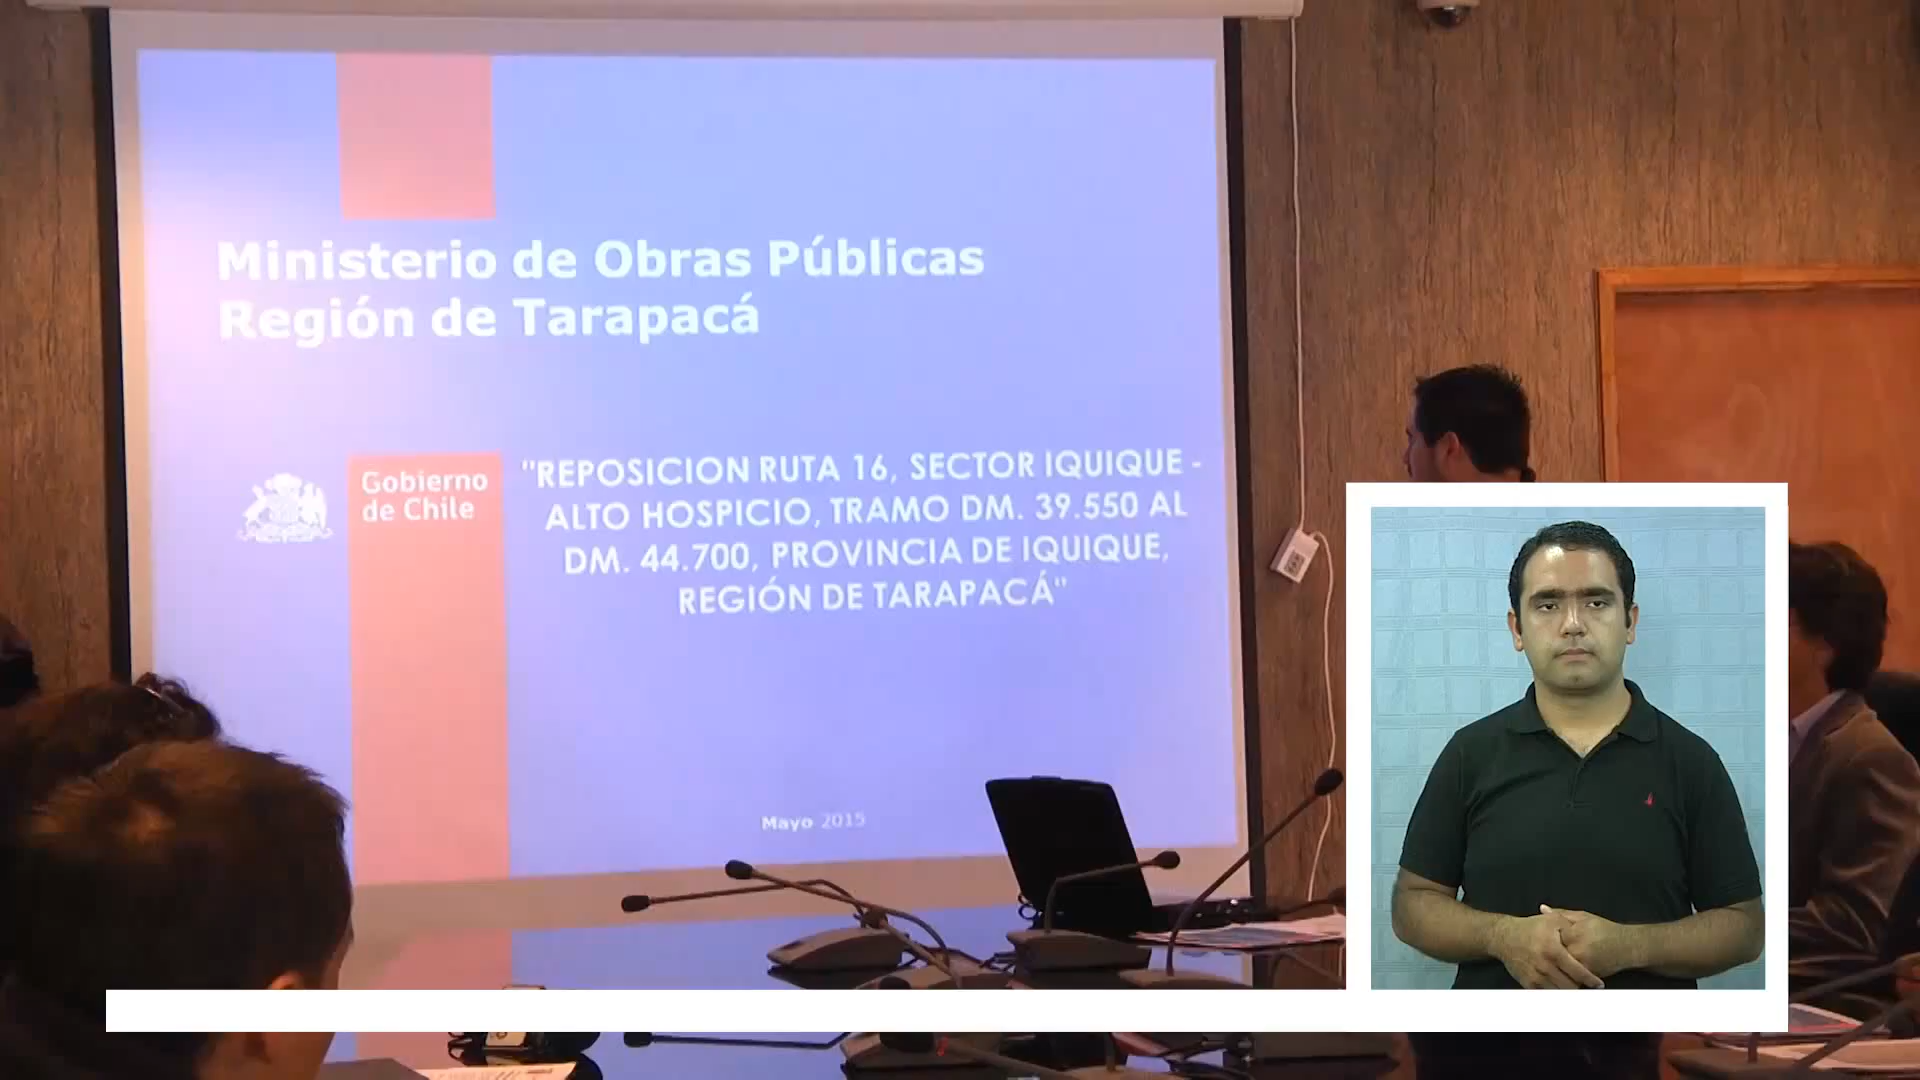 Ministerio de Obras Públicas
Región de Tarapacá
Gobierno
de Chile
"REPOSICION RUTA 16, SECTOR IQUIQUE -
ALTO HOSPICIO, TRAMO DM. 39.550 AL
DM. 44.700, PROVINCIA DE IQUIQUE,
REGIÓN DE TARAPACÁ"
Mayo 2015